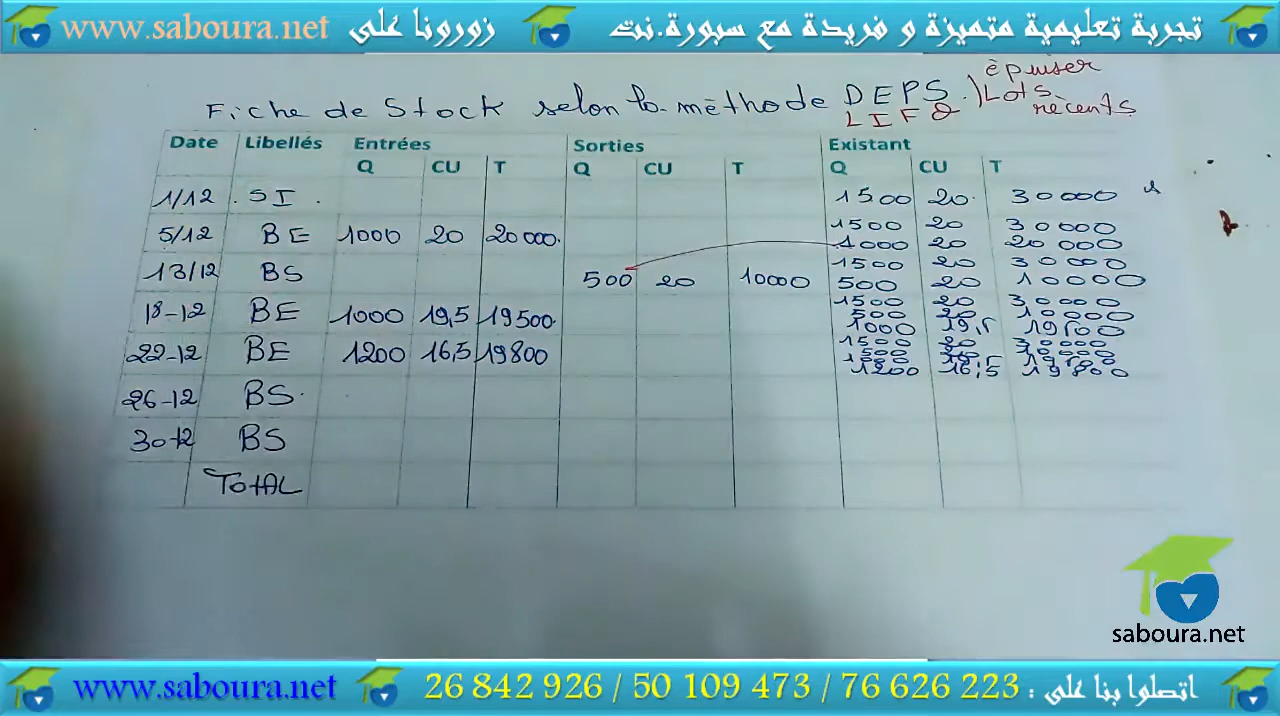 www.saboura.net زورونا على تجربة تعليمية متميزة و فريدة مع سبورة.نت
Fiche de Stock selon la méthode DEPS.) épuiser
LIFO Lots récents
Date Libellés Entrées Sorties Existant
Q CU T Q CU T Q CU T
1/12 SI 1500 20 30000
1500 20 30000
5/12 BE 1000 20 20000 1000 20 20000
1500 20 30000
13/12 BS 500 20 10000 500 20 10000
1500 20 30000
18-12 BE 1000 19,5 19500 500 20 10000
1000 19,5 19500
1500 20 30000
22-12 BE 1200 16,5 19800 500 20
1200 16,5 19800
26-12 BS
30-12 BS
TOTAL
saboura.net
www.saboura.net 26 842 926 / 50 109 473 / 76 626 223 : اتصلوا بنا على